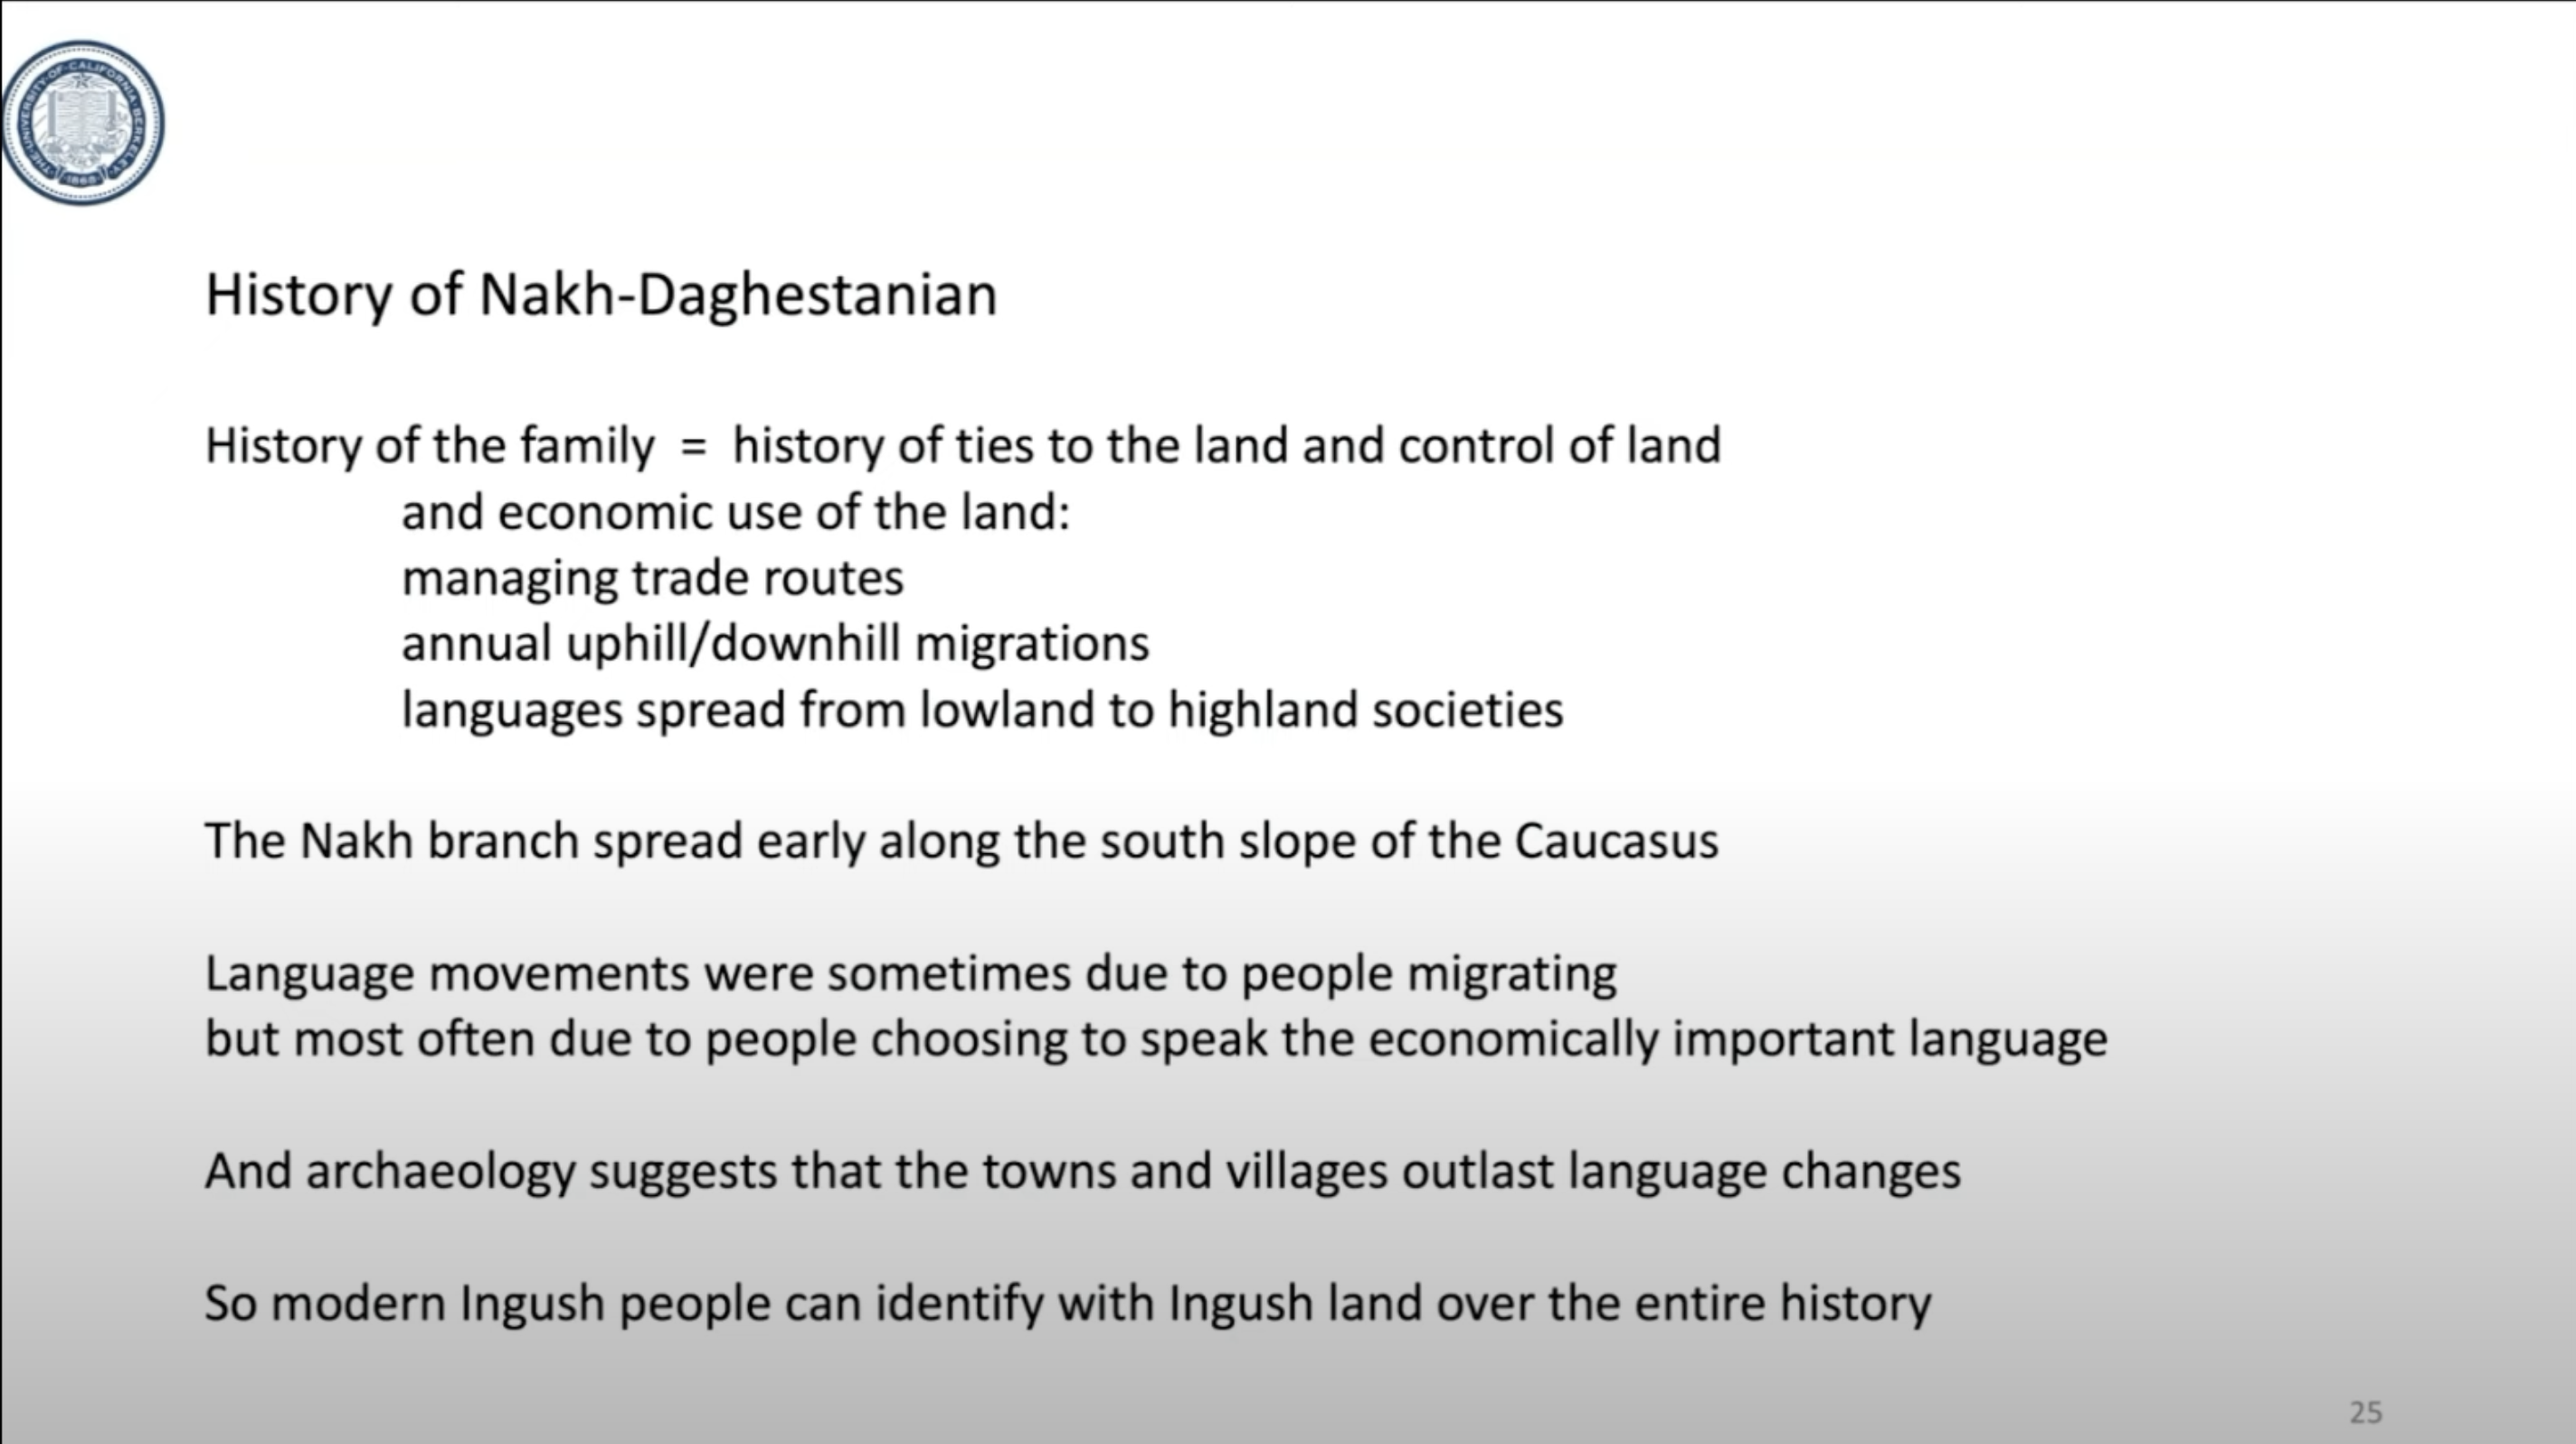 THE·UNIVERSITY·OF·CALIFORNIA·BERKELEY
1868
History of Nakh-Daghestanian
History of the family = history of ties to the land and control of land
and economic use of the land:
managing trade routes
annual uphill/downhill migrations
languages spread from lowland to highland societies
The Nakh branch spread early along the south slope of the Caucasus
Language movements were sometimes due to people migrating
but most often due to people choosing to speak the economically important language
And archaeology suggests that the towns and villages outlast language changes
So modern Ingush people can identify with Ingush land over the entire history
25